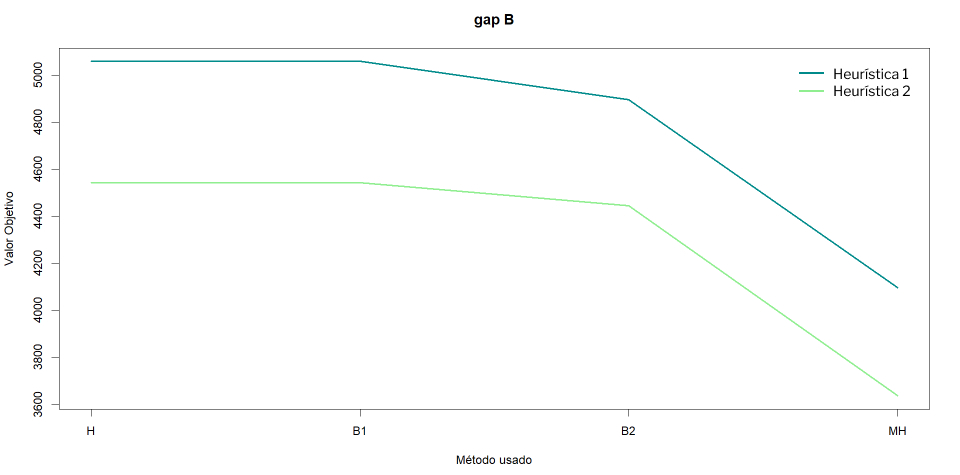 gap B
Heurística 1
Heurística 2
Valor Objetivo
5000
4800
4600
4400
4200
4000
3800
3600
H B1 B2 MH
Método usado